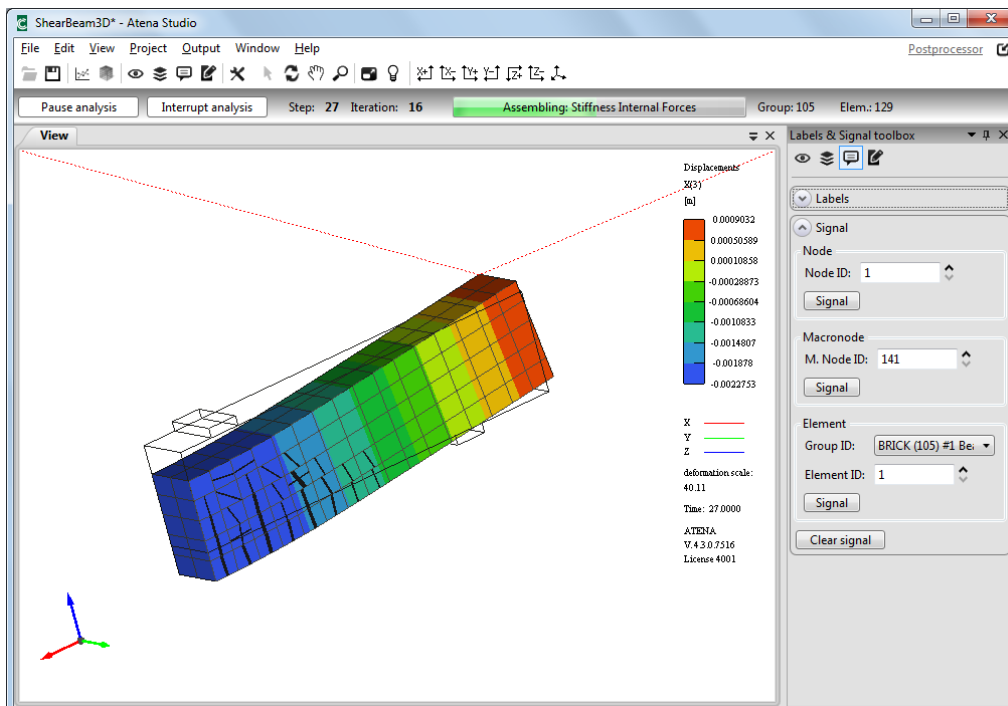 ShearBeam3D* - Atena Studio
File Edit View Project Output Window Help
Postprocessor
Pause analysis Interrupt analysis Step: 27 Iteration: 16 Assembling: Stiffness Internal Forces Group: 105 Elem.: 129
View
Labels & Signal toolbox
Displacements
X(3)
[m]
0.0009032
0.00050589
0.00010858
-0.00028873
-0.00068604
-0.0010833
-0.0014807
-0.001878
-0.0022753
X
Y
Z
deformation scale:
40.11
Time: 27.0000
ATENA
V.4.3.0.7516
License 4001
Labels
Signal
Node
Node ID: 1
Signal
Macronode
M. Node ID: 141
Signal
Element
Group ID: BRICK (105) #1 Bea
Element ID: 1
Signal
Clear signal